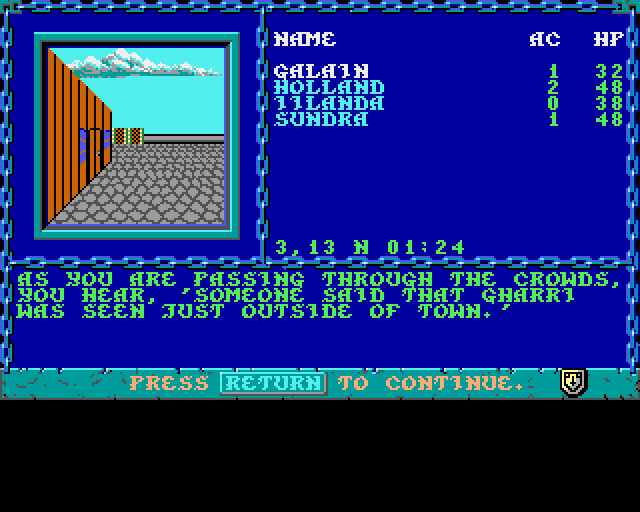 NAME AC HP
GALAIN 1 32
HOLLAND 2 48
JILANDA 0 38
SUNDRA 1 48
3,13 N 01:24
AS YOU ARE PASSING THROUGH THE CROWDS,
YOU HEAR, 'SOMEONE SAID THAT GHARRI
WAS SEEN JUST OUTSIDE OF TOWN.'
PRESS RETURN TO CONTINUE.